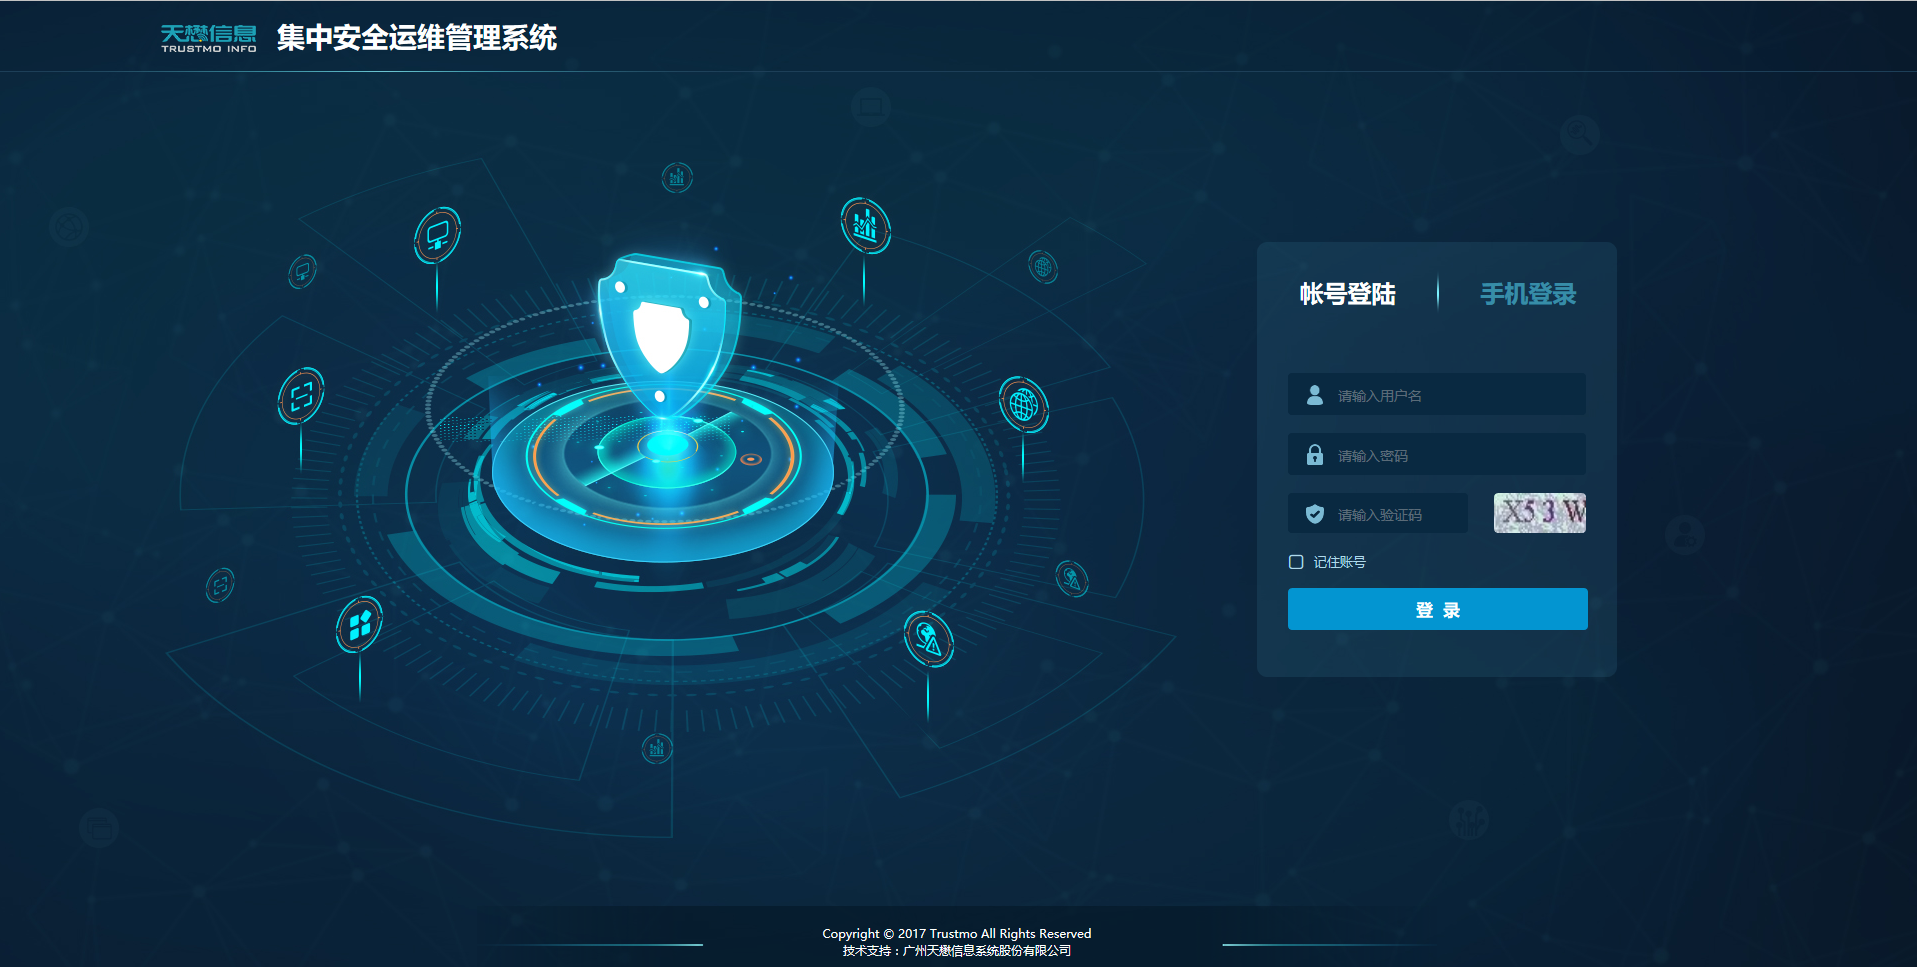 天懋信息
TRUSTMO INFO
集中安全运维管理系统
帐号登陆
手机登录
请输入用户名
请输入密码
请输入验证码
X53W
记住账号
登 录
Copyright © 2017 Trustmo All Rights Reserved
技术支持：广州天懋信息系统股份有限公司